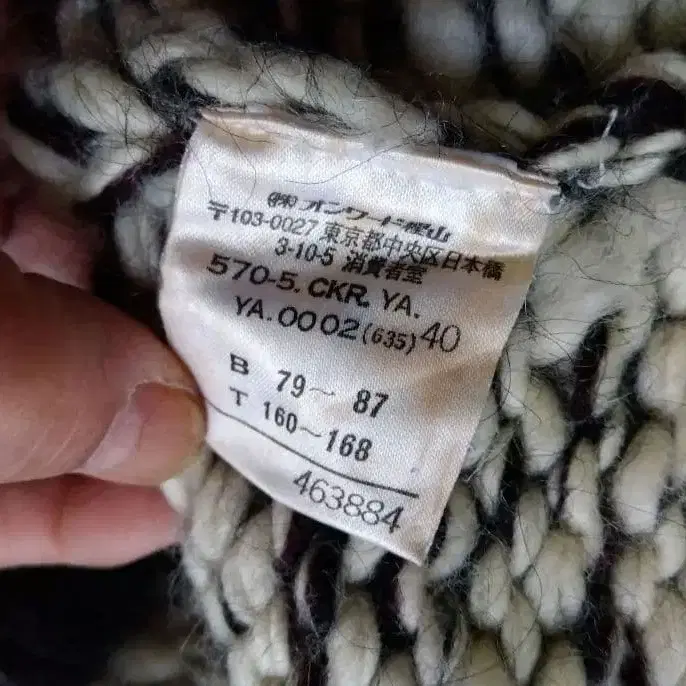 ㈱オンワード樫山
〒103-0027 東京都中央区日本橋
3-10-5 消費者室
570-5. CKR. YA.
YA.0002(635)40
B 79~ 87
T 160~168
463884